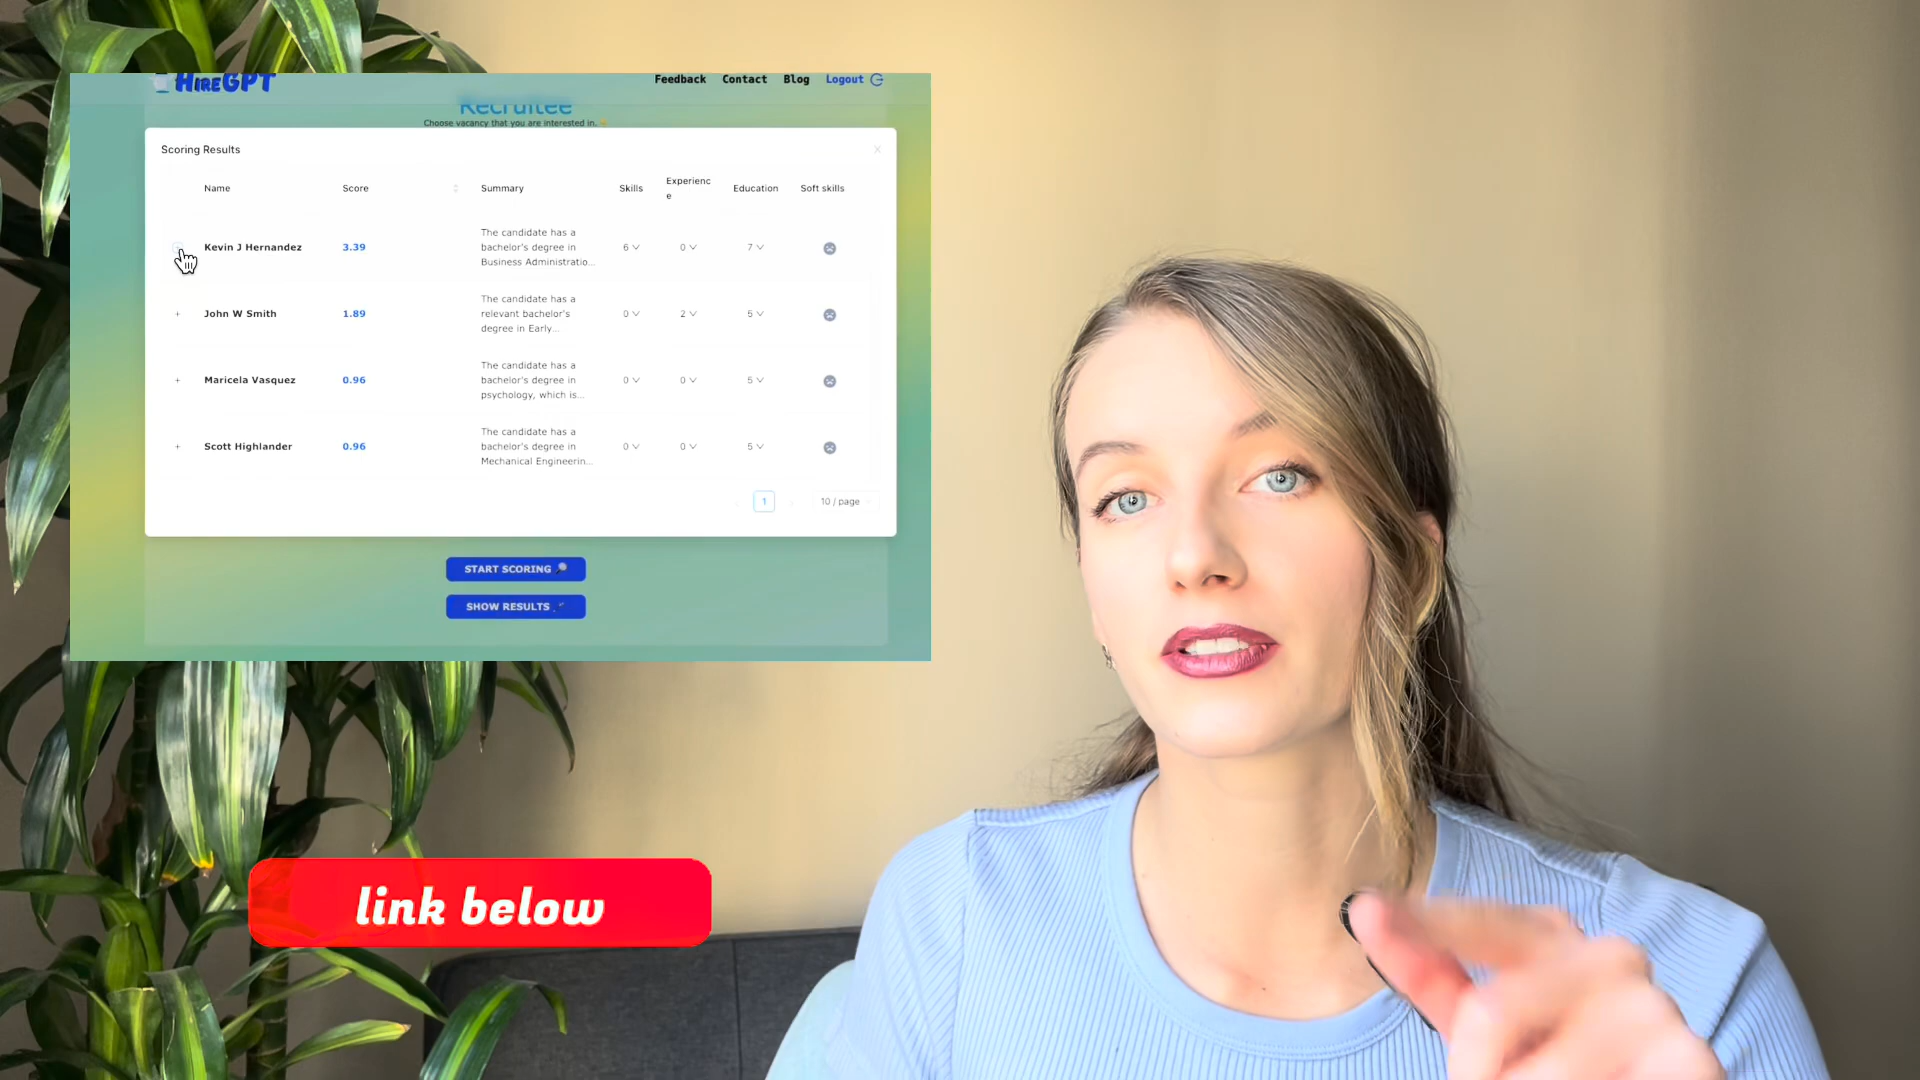 HireGPT
Feedback Contact Blog Logout
Recruitee
Choose vacancy that you are interested in.
Scoring Results
Name Score Summary Skills Experienc
e Education Soft skills
Kevin J Hernandez 3.39 The candidate has a
bachelor's degree in
Business Administratio... 6 0 7
John W Smith 1.89 The candidate has a
relevant bachelor's
degree in Early... 0 2 5
Maricela Vasquez 0.96 The candidate has a
bachelor's degree in
psychology, which is... 0 0 5
Scott Highlander 0.96 The candidate has a
bachelor's degree in
Mechanical Engineerin... 0 0 5
1 10 / page
START SCORING
SHOW RESULTS
link below